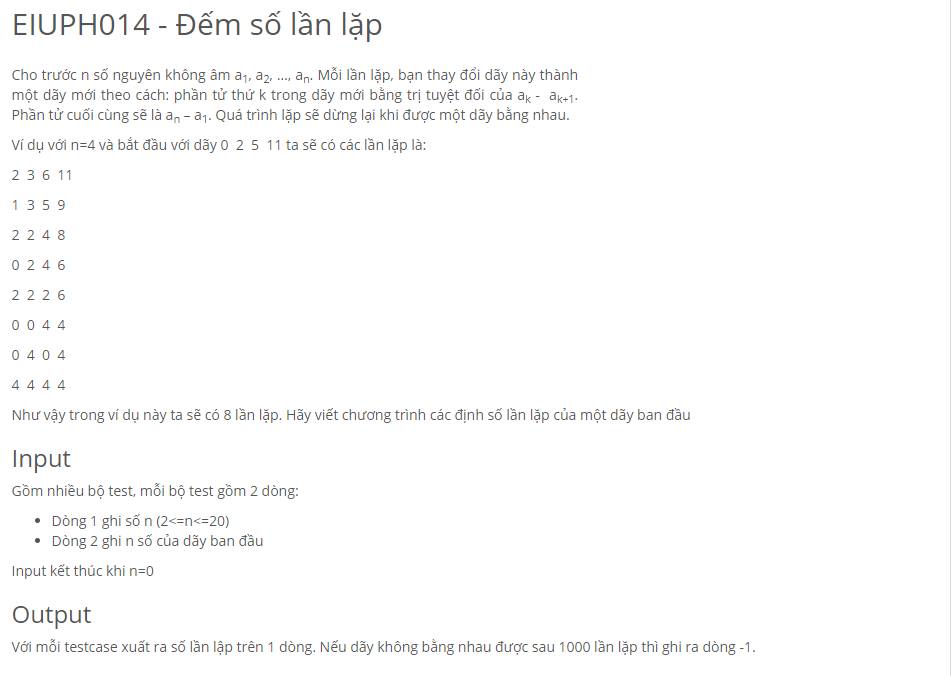 EIUPH014 - Đếm số lần lặp
Cho trước n số nguyên không âm a1, a2, ..., an. Mỗi lần lặp, bạn thay đổi dãy này thành
một dãy mới theo cách: phần tử thứ k trong dãy mới bằng trị tuyệt đối của ak - ak+1.
Phần tử cuối cùng sẽ là an – a1. Quá trình lặp sẽ dừng lại khi được một dãy bằng nhau.
Ví dụ với n=4 và bắt đầu với dãy 0 2 5 11 ta sẽ có các lần lặp là:
2 3 6 11
1 3 5 9
2 2 4 8
0 2 4 6
2 2 2 6
0 0 4 4
0 4 0 4
4 4 4 4
Như vậy trong ví dụ này ta sẽ có 8 lần lặp. Hãy viết chương trình các định số lần lặp của một dãy ban đầu
Input
Gồm nhiều bộ test, mỗi bộ test gồm 2 dòng:
• Dòng 1 ghi số n (2<=n<=20)
• Dòng 2 ghi n số của dãy ban đầu
Input kết thúc khi n=0
Output
Với mỗi testcase xuất ra số lần lập trên 1 dòng. Nếu dãy không bằng nhau được sau 1000 lần lặp thì ghi ra dòng -1.